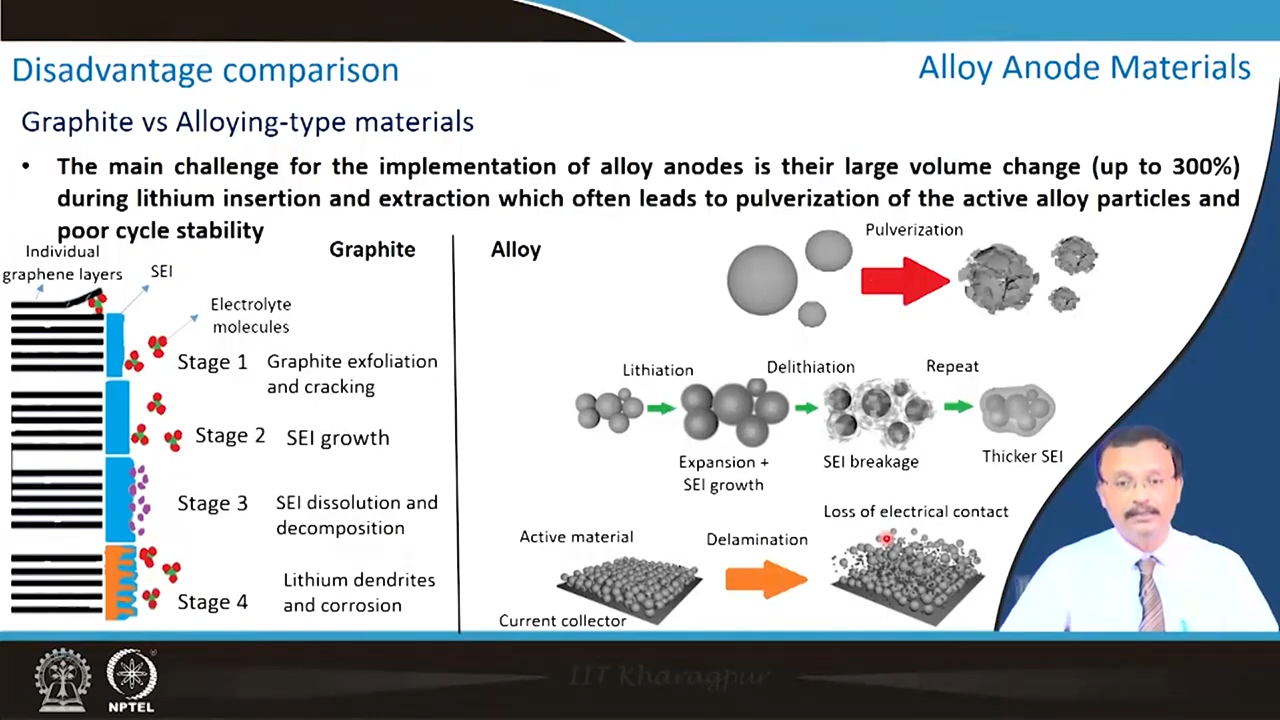 Disadvantage comparison
Alloy Anode Materials
Graphite vs Alloying-type materials
• The main challenge for the implementation of alloy anodes is their large volume change (up to 300%)
during lithium insertion and extraction which often leads to pulverization of the active alloy particles and
poor cycle stability
Individual
graphene layers
SEI
Graphite
Electrolyte
molecules
Stage 1
Graphite exfoliation
and cracking
Stage 2
SEI growth
Stage 3
SEI dissolution and
decomposition
Stage 4
Lithium dendrites
and corrosion
Alloy
Pulverization
Lithiation
Delithiation
Repeat
Expansion +
SEI growth
SEI breakage
Thicker SEI
Active material
Delamination
Loss of electrical contact
Current collector
NPTEL
IIT Kharagpur